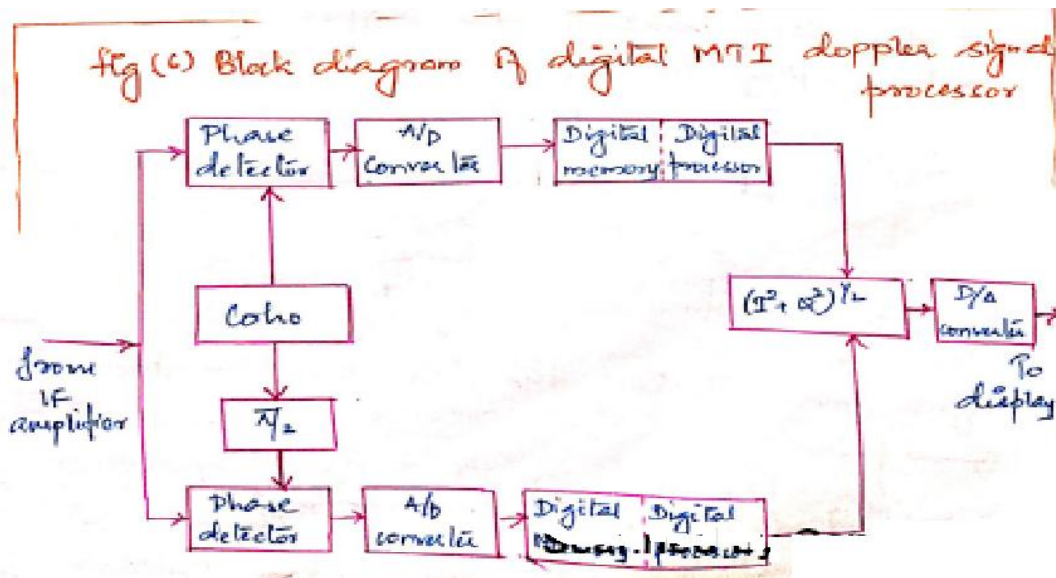 fig (c) Block diagram of digital MTI doppler signal
processor
Phase
detector
A/D
converter
Digital
memory
Digital
processor
Coho
(I² + Q²)^1/2
D/A
converter
from
IF
amplifier
To
display
π/2
Phase
detector
A/D
converter
Digital
Digital
processors